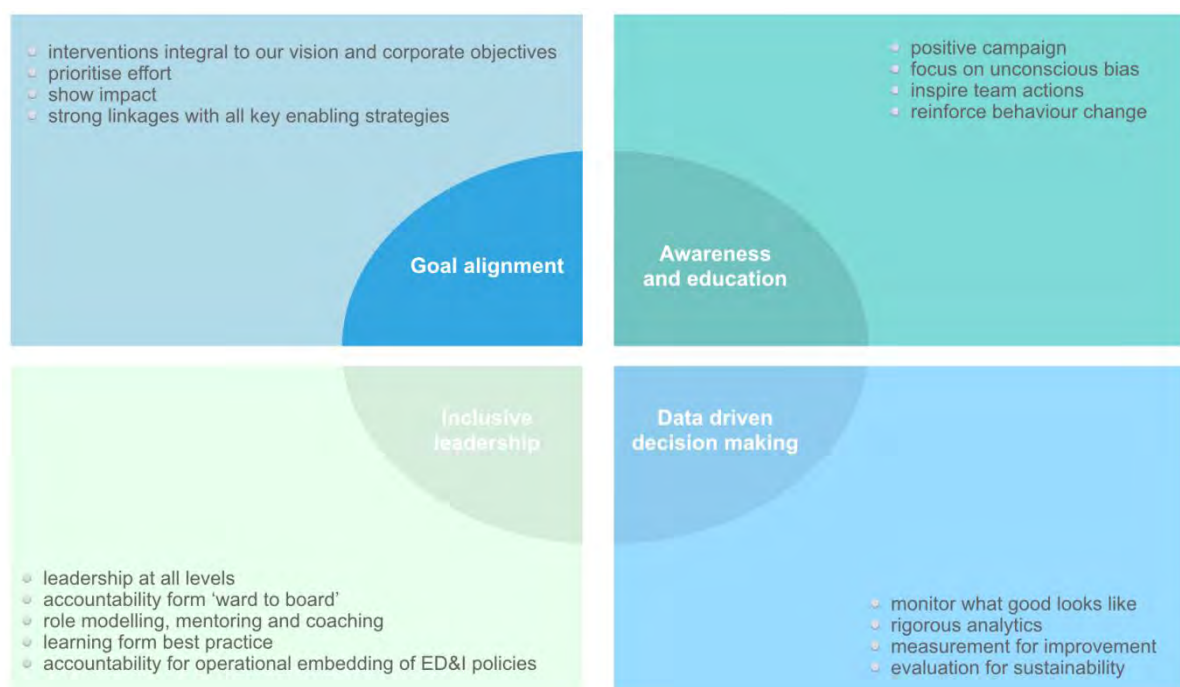 interventions integral to our vision and corporate objectives
prioritise effort
show impact
strong linkages with all key enabling strategies
Goal alignment
positive campaign
focus on unconscious bias
inspire team actions
reinforce behaviour change
Awareness
and education
Inclusive
leadership
leadership at all levels
accountability form ‘ward to board’
role modelling, mentoring and coaching
learning form best practice
accountability for operational embedding of ED&I policies
Data driven
decision making
monitor what good looks like
rigorous analytics
measurement for improvement
evaluation for sustainability